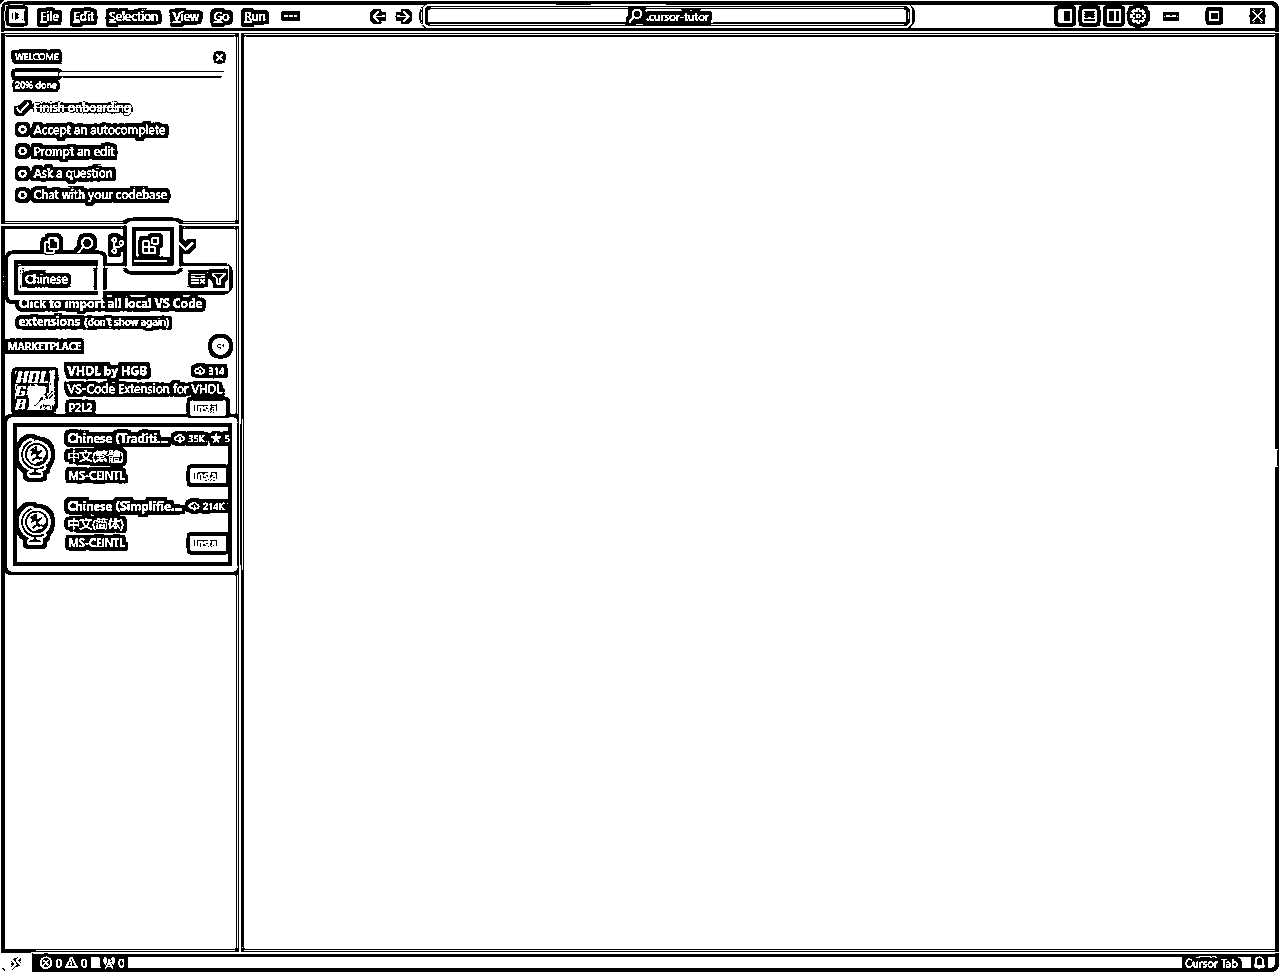 File Edit Selection View Go Run
.cursor-tutor
WELCOME
20% done
Finish onboarding
Accept an autocomplete
Prompt an edit
Ask a question
Chat with your codebase
Chinese
Click to import all local VS Code
extensions (don't show again)
MARKETPLACE
VHDL by HGB 314
VS-Code Extension for VHDL
P2L2
Chinese (Traditi... 35K 5
中文(繁體)
MS-CEINTL Install
Chinese (Simplifie... 214K
中文(简体)
MS-CEINTL Install
0 0 0
Cursor Tab